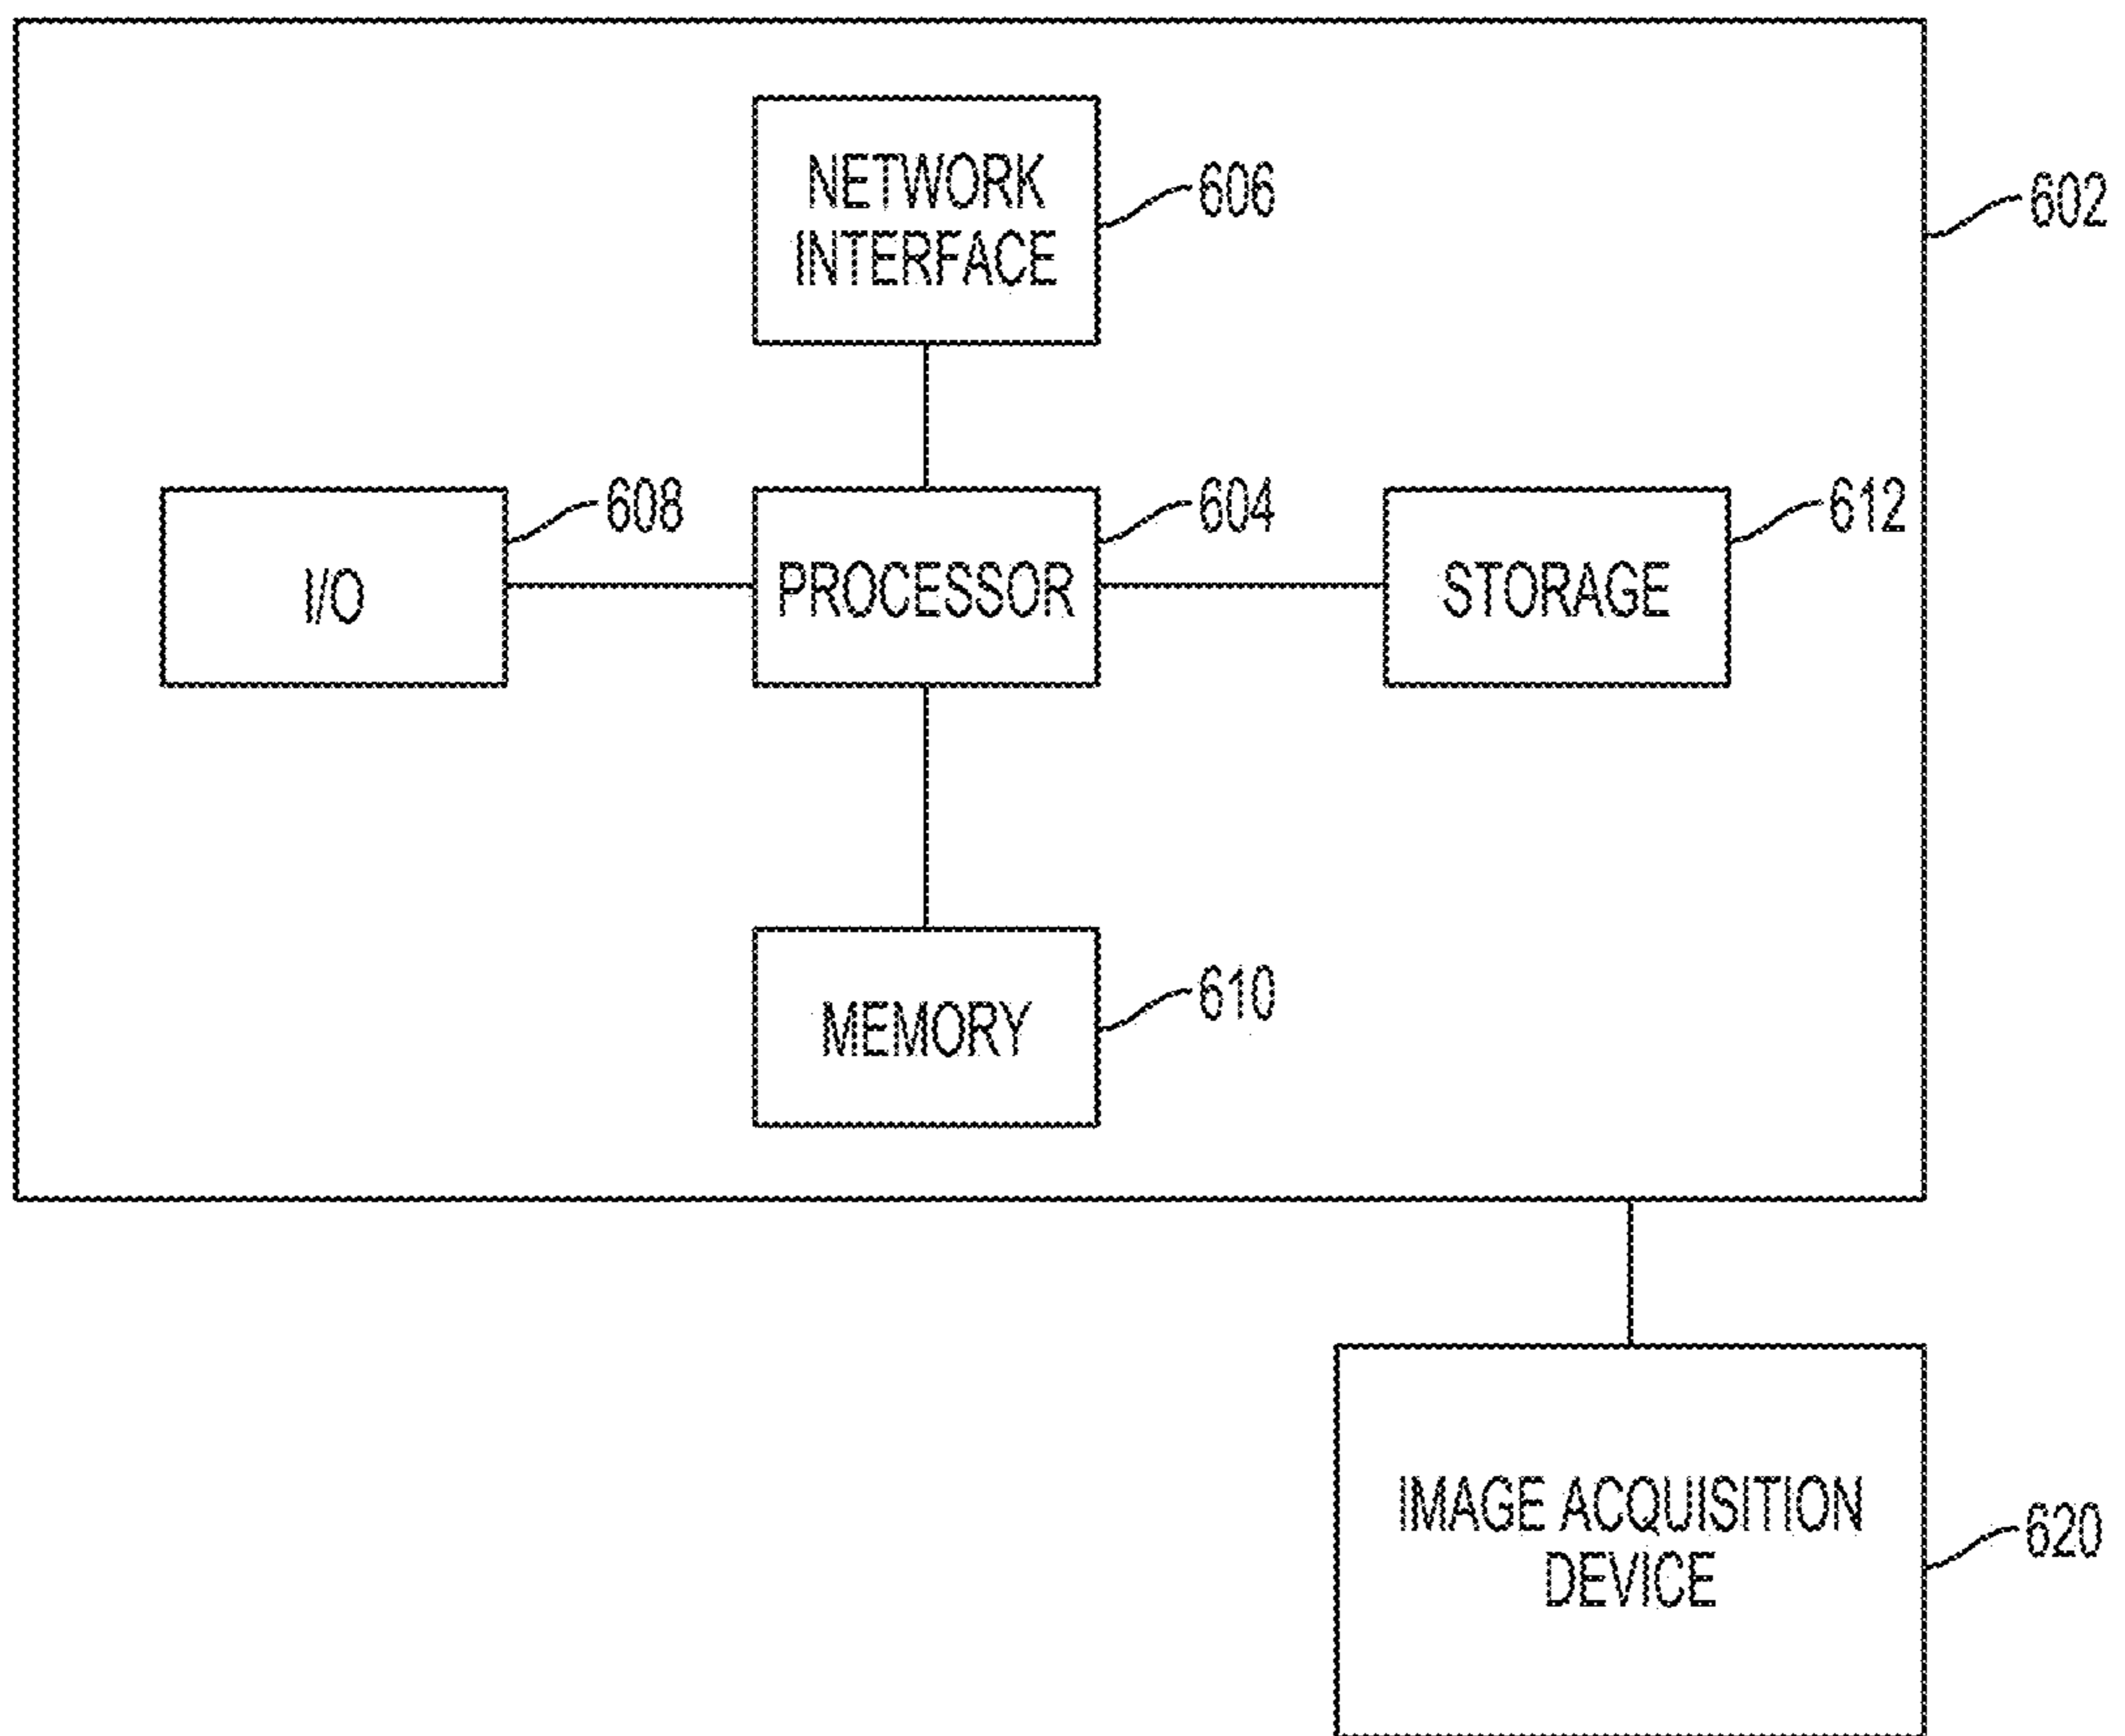 NETWORK
INTERFACE
606
602
608
604
612
I/O
PROCESSOR
STORAGE
610
MEMORY
IMAGE ACQUISITION
DEVICE
620